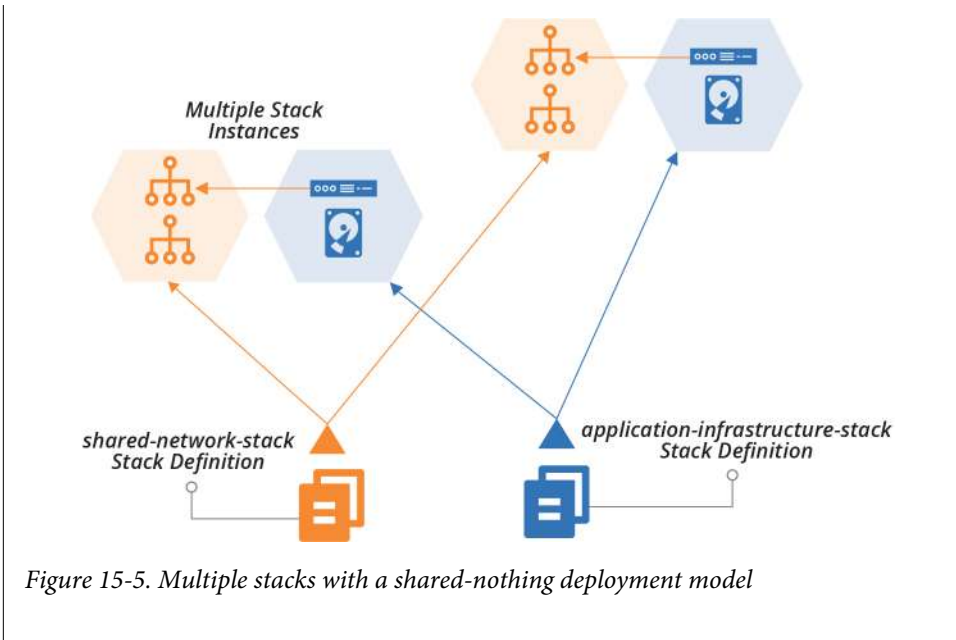 Multiple Stack
Instances
shared-network-stack
Stack Definition
application-infrastructure-stack
Stack Definition
Figure 15-5. Multiple stacks with a shared-nothing deployment model